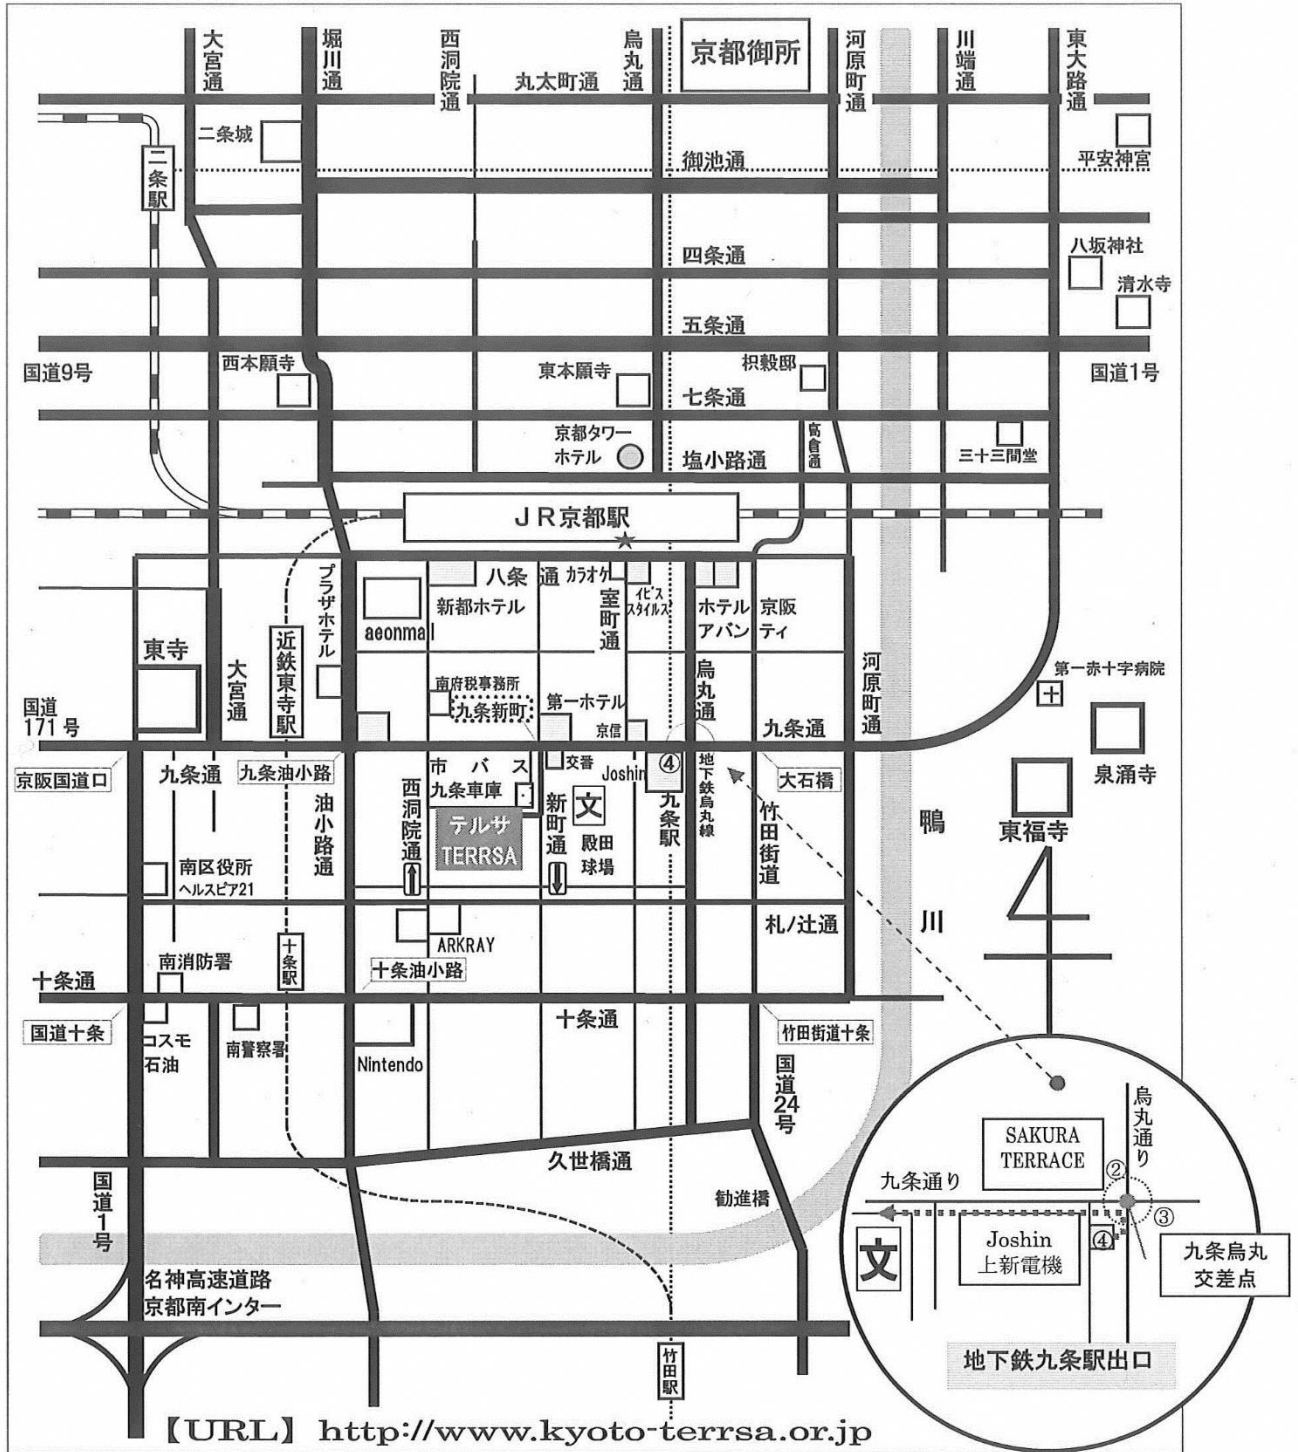 大宮通
堀川通
西洞院通
烏丸通
京都御所
河原町通
川端通
東大路通
丸太町通
二条城
二条駅
御池通
平安神宮
四条通
八坂神社
清水寺
五条通
国道9号
西本願寺
東本願寺
枳殻邸
国道1号
七条通
京都タワー
ホテル
塩小路通
高倉通
三十三間堂
JR京都駅
★
プラザホテル
八条通
カラオケ
新都ホテル
aeonmall
室町通
イビス
スタイルズ
ホテル
アバン
京阪
ティ
東寺
大宮通
近鉄東寺駅
南府税事務所
九条新町
第一ホテル
京信
烏丸通
九条通
河原町通
第一赤十字病院
泉涌寺
東福寺
国道
171号
京阪国道口
九条通
九条油小路
油小路通
市バス
九条車庫
西洞院通
テルサ
TERRSA
交番
新町通
文
殿田
球場
Joshin
④
九条駅
地下鉄烏丸線
大石橋
竹田街道
鴨川
南区役所
ヘルスピア21
札ノ辻通
ARKRAY
十条駅
南消防署
十条通
十条油小路
国道十条
コスモ
石油
南警察署
Nintendo
十条通
竹田街道十条
国道24号
久世橋通
勧進橋
国道1号
名神高速道路
京都南インター
竹田駅
烏丸通り
SAKURA
TERRACE
九条通り
②
③
④
文
Joshin
上新電機
九条烏丸
交差点
地下鉄九条駅出口
【URL】 http://www.kyoto-terrsa.or.jp